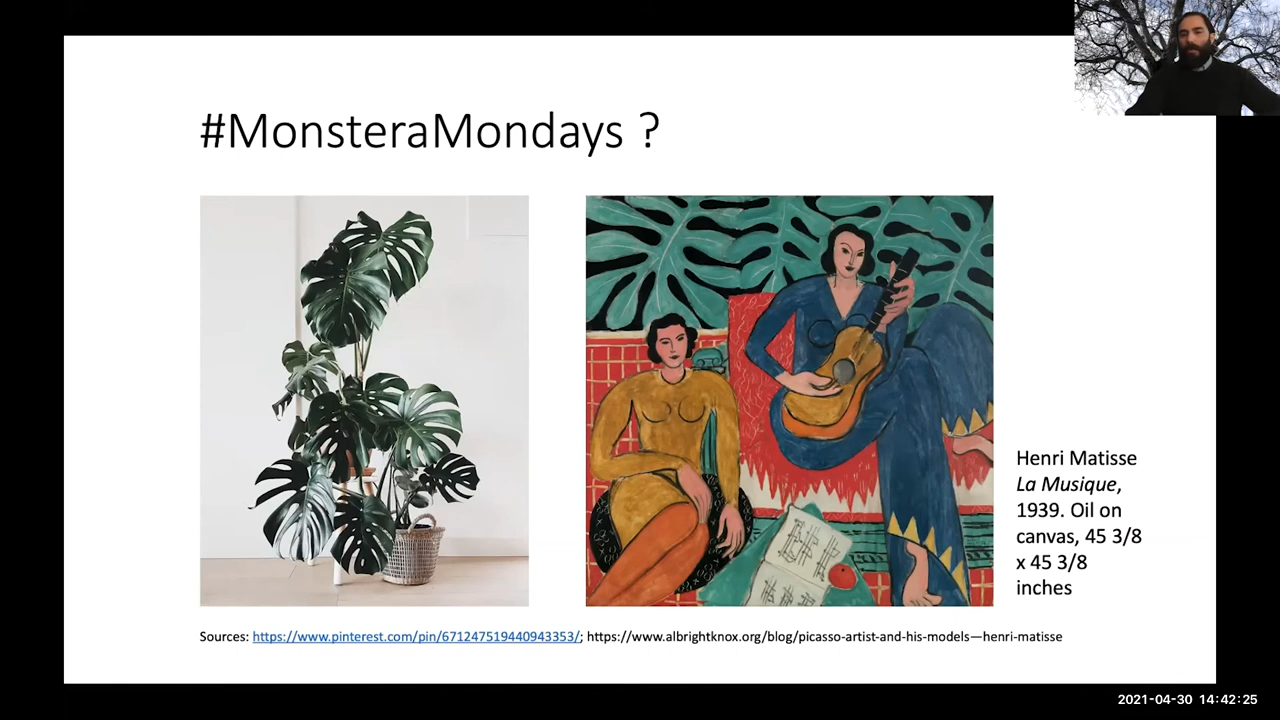 #MonsteraMondays ?
Henri Matisse
La Musique,
1939. Oil on
canvas, 45 3/8
x 45 3/8
inches
Sources: https://www.pinterest.com/pin/671247519440943353/; https://www.albrightknox.org/blog/picasso-artist-and-his-models—henri-matisse
2021-04-30 14:42:25